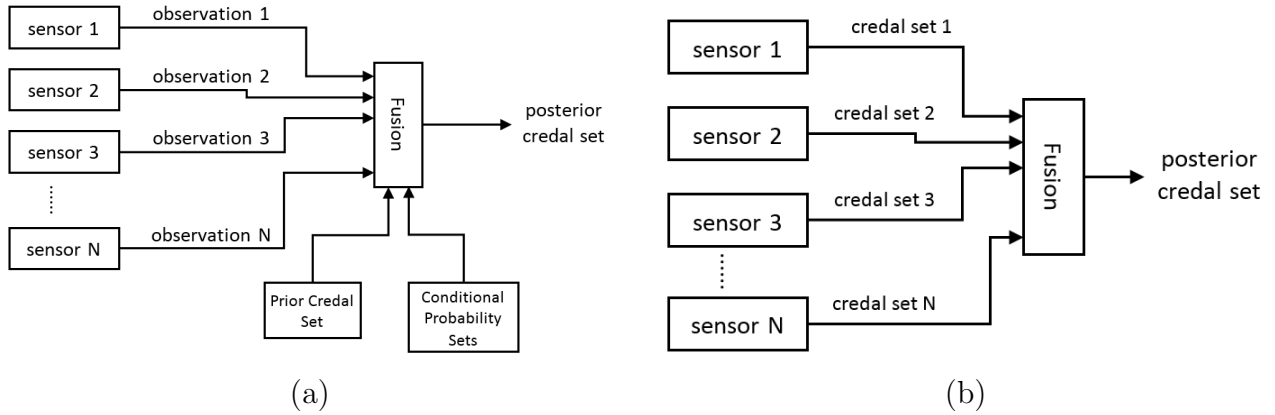 sensor 1
observation 1
sensor 2
observation 2
sensor 3
observation 3
sensor N
observation N
Fusion
posterior
credal set
Prior Credal
Set
Conditional
Probability
Sets
(a)
sensor 1
credal set 1
sensor 2
credal set 2
sensor 3
credal set 3
sensor N
credal set N
Fusion
posterior
credal set
(b)